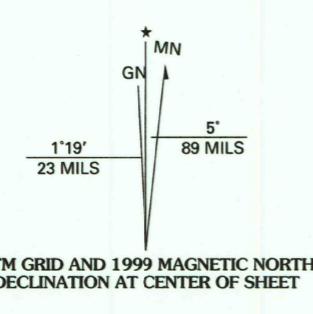 MN
GN
5°
1°19'
89 MILS
23 MILS
TM GRID AND 1999 MAGNETIC NORTH
DECLINATION AT CENTER OF SHEET